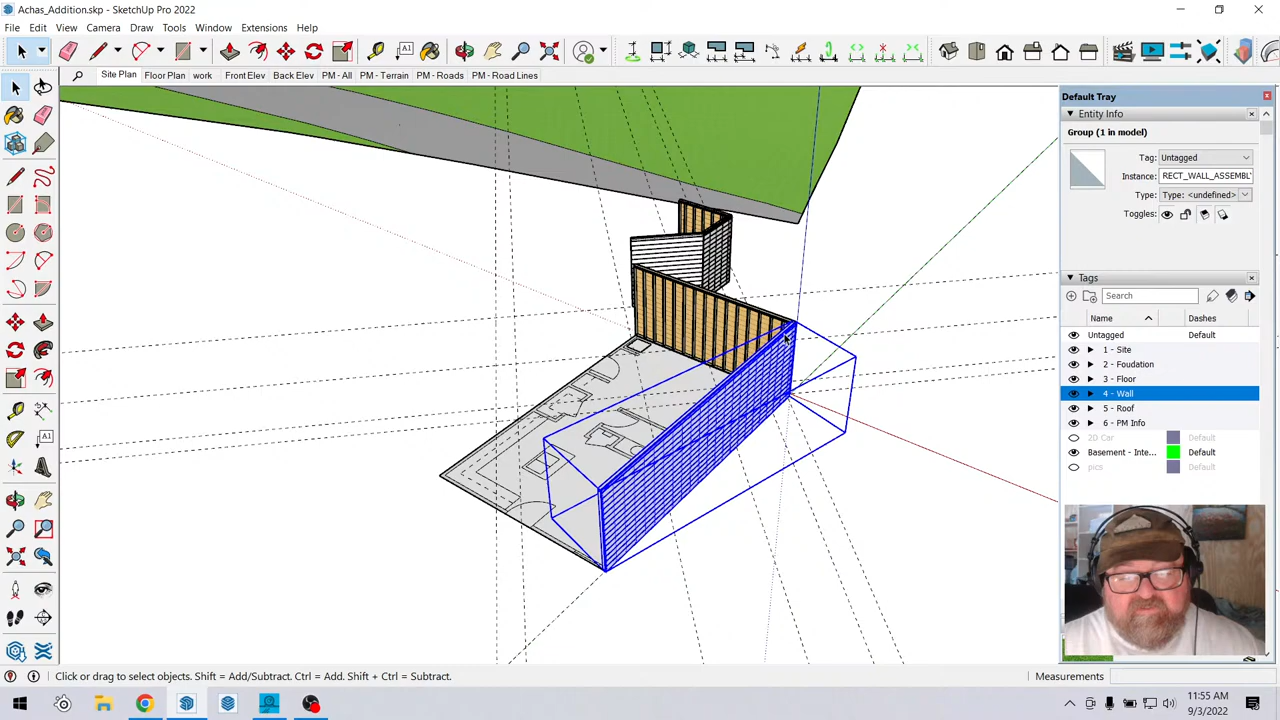 Achas_Addition.skp - SketchUp Pro 2022
File Edit View Camera Draw Tools Window Extensions Help
Site Plan Floor Plan work Front Elev Back Elev PM - All PM - Terrain PM - Roads PM - Road Lines
Default Tray
Entity Info
Group (1 in model)
Tag: Untagged
Instance: RECT_WALL_ASSEMBL
Type: Type: <undefined>
Toggles:
Tags
Search
Name Dashes
Untagged Default
1 - Site
2 - Foudation
3 - Floor
4 - Wall
5 - Roof
6 - PM Info
2D Car Default
Basement - Inte... Default
pics Default
Click or drag to select objects. Shift = Add/Subtract. Ctrl = Add. Shift + Ctrl = Subtract.
Measurements
11:55 AM
9/3/2022